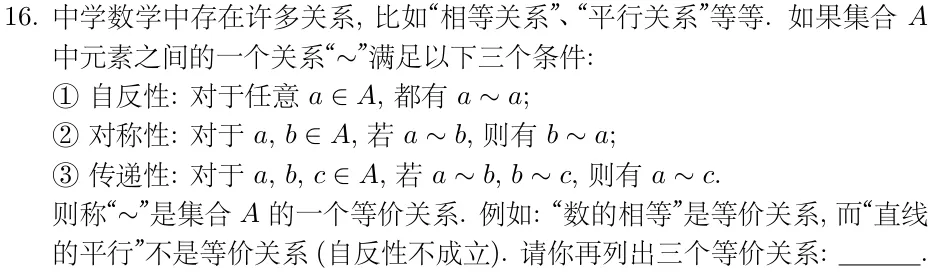 16. 中学数学中存在许多关系, 比如“相等关系”、“平行关系”等等. 如果集合 A
中元素之间的一个关系“∼”满足以下三个条件:
① 自反性: 对于任意 a ∈ A, 都有 a ∼ a;
② 对称性: 对于 a, b ∈ A, 若 a ∼ b, 则有 b ∼ a;
③ 传递性: 对于 a, b, c ∈ A, 若 a ∼ b, b ∼ c, 则有 a ∼ c.
则称“∼”是集合 A 的一个等价关系. 例如: “数的相等”是等价关系, 而“直线
的平行”不是等价关系 (自反性不成立). 请你再列出三个等价关系: ______.